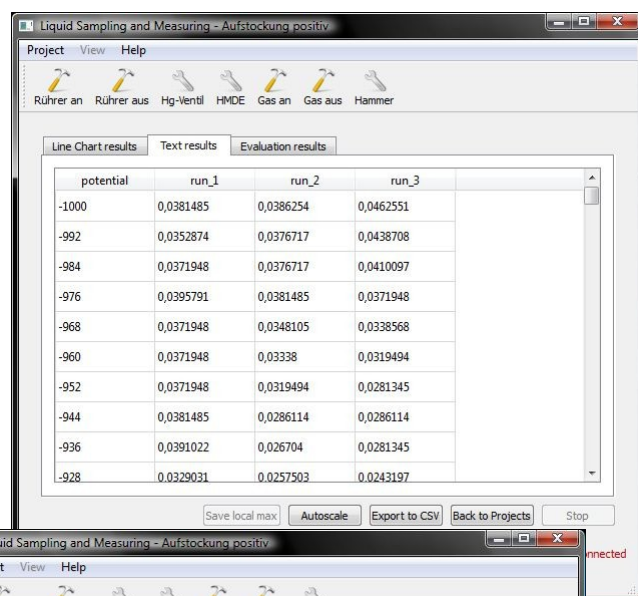 Liquid Sampling and Measuring - Aufstockung positiv
Project View Help
Rührer an Rührer aus Hg-Ventil HMDE Gas an Gas aus Hammer
Line Chart results Text results Evaluation results
potential run_1 run_2 run_3
-1000 0,0381485 0,0386254 0,0462551
-992 0,0352874 0,0376717 0,0438708
-984 0,0371948 0,0376717 0,0410097
-976 0,0395791 0,0381485 0,0371948
-968 0,0371948 0,0348105 0,0338568
-960 0,0371948 0,03338 0,0319494
-952 0,0371948 0,0319494 0,0281345
-944 0,0381485 0,0286114 0,0286114
-936 0,0391022 0,026704 0,0281345
-928 0,0329031 0,0257503 0,0243197
Save local max Autoscale Export to CSV Back to Projects Stop
nnected
uid Sampling and Measuring - Aufstockung positiv
t View Help